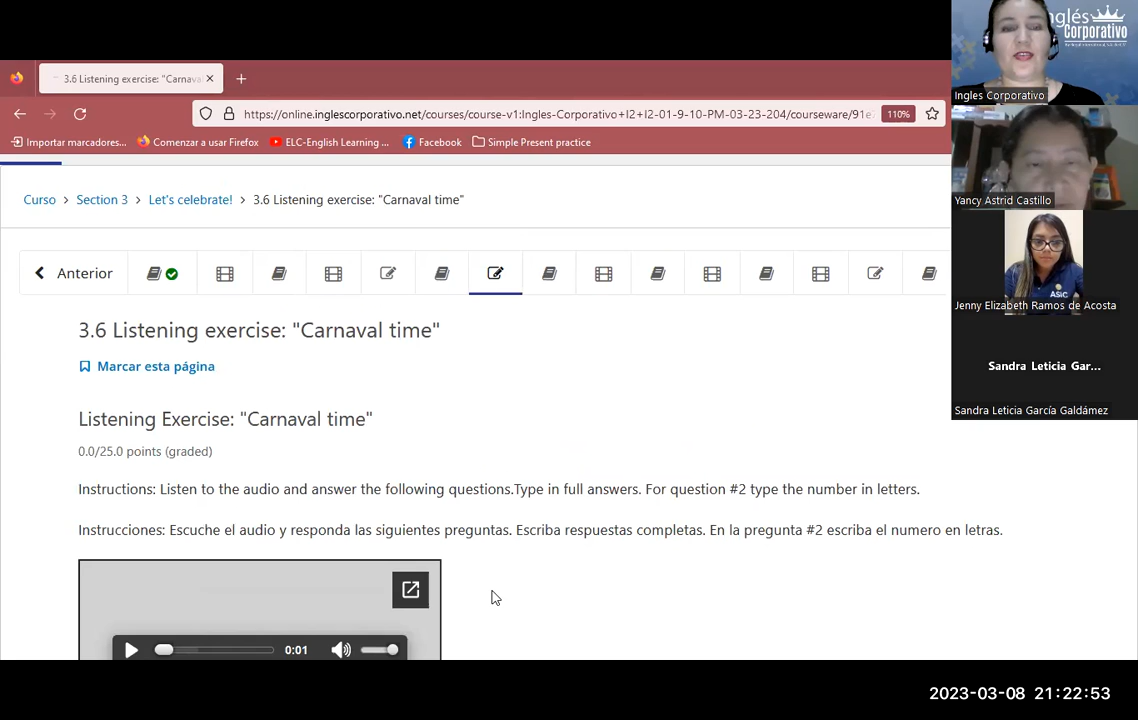 Inglés
Corporativo
Ingles Corporativo
3.6 Listening exercise: "Carnava
https://online.inglescorporativo.net/courses/course-v1:Ingles-Corporativo+I2+I2-01-9-10-PM-03-23-204/courseware/91e
110%
Importar marcadores...
Comenzar a usar Firefox
ELC-English Learning ...
Facebook
Simple Present practice
Yancy Astrid Castillo
Curso > Section 3 > Let's celebrate! > 3.6 Listening exercise: "Carnaval time"
Anterior
ASIC
Jenny Elizabeth Ramos de Acosta
3.6 Listening exercise: "Carnaval time"
Marcar esta página
Sandra Leticia Gar...
Sandra Leticia García Galdámez
Listening Exercise: "Carnaval time"
0.0/25.0 points (graded)
Instructions: Listen to the audio and answer the following questions.Type in full answers. For question #2 type the number in letters.
Instrucciones: Escuche el audio y responda las siguientes preguntas. Escriba respuestas completas. En la pregunta #2 escriba el numero en letras.
0:01
2023-03-08 21:22:53